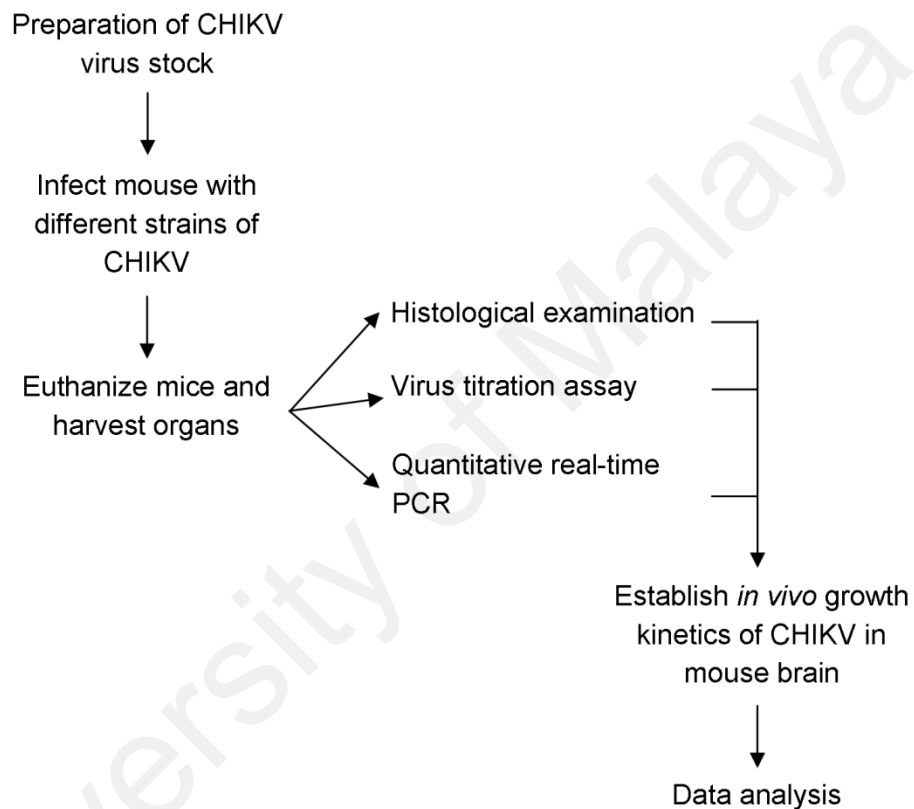 Preparation of CHIKV
virus stock
Infect mouse with
different strains of
CHIKV
Euthanize mice and
harvest organs
Histological examination
Virus titration assay
Quantitative real-time
PCR
Establish in vivo growth
kinetics of CHIKV in
mouse brain
Data analysis
versity of Malaya